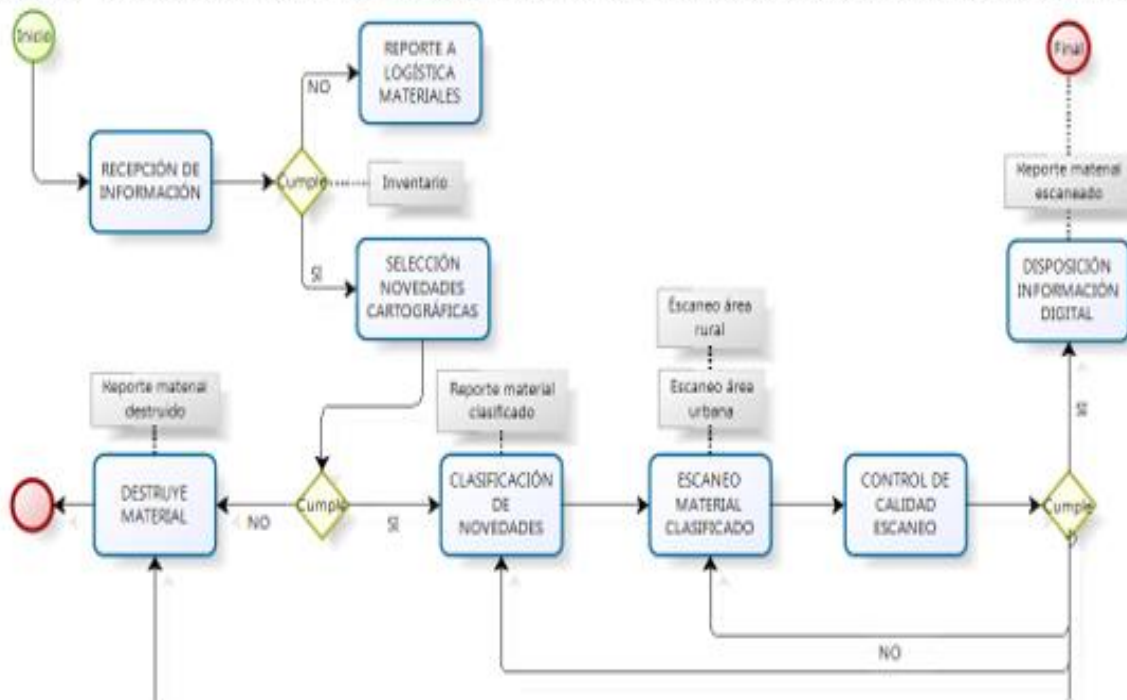 Inicio
REPORTE A
LOGÍSTICA
MATERIALES
Final
NO
RECEPCIÓN DE
INFORMACIÓN
Cumple
Inventario
Reporte material
escaneado
SI
SELECCIÓN
NOVEDADES
CARTOGRÁFICAS
DISPOSICIÓN
INFORMACIÓN
DIGITAL
Escaneo área
rural
Reporte material
destruido
Reporte material
clasificado
Escaneo área
urbana
SI
DESTRUYE
MATERIAL
NO
Cumple
SI
CLASIFICACIÓN
DE
NOVEDADES
ESCANEO
MATERIAL
CLASIFICADO
CONTROL DE
CALIDAD
ESCANEO
Cumple
NO